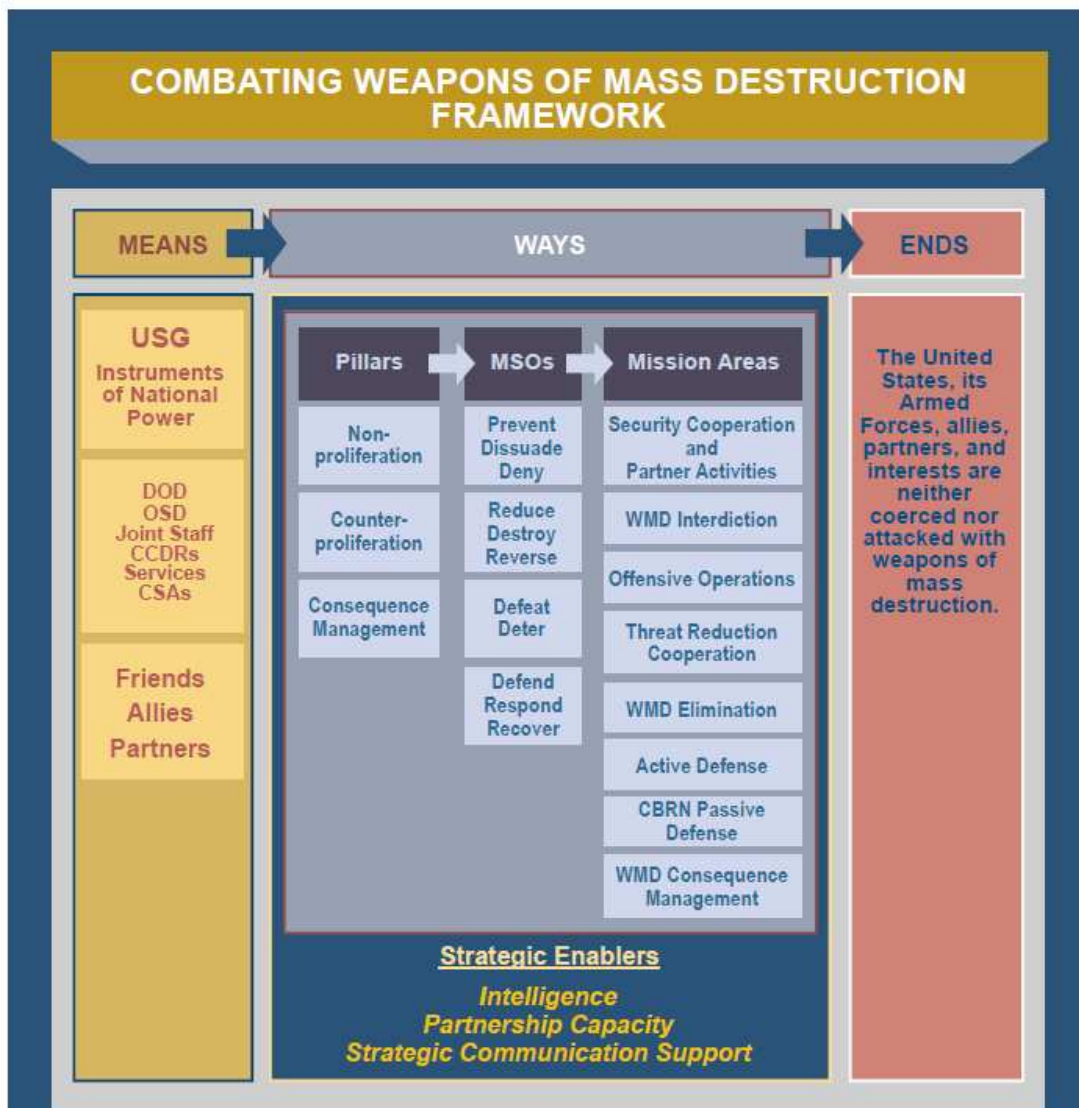 COMBATING WEAPONS OF MASS DESTRUCTION
FRAMEWORK
MEANS
WAYS
ENDS
USG
Instruments
of National
Power
DOD
OSD
Joint Staff
CCDRs
Services
CSAs
Friends
Allies
Partners
Pillars
Non-
proliferation
Counter-
proliferation
Consequence
Management
MSOs
Prevent
Dissuade
Deny
Reduce
Destroy
Reverse
Defeat
Deter
Defend
Respond
Recover
Mission Areas
Security Cooperation
and
Partner Activities
WMD Interdiction
Offensive Operations
Threat Reduction
Cooperation
WMD Elimination
Active Defense
CBRN Passive
Defense
WMD Consequence
Management
Strategic Enablers
Intelligence
Partnership Capacity
Strategic Communication Support
The United
States, its
Armed
Forces, allies,
partners, and
interests are
neither
coerced nor
attacked with
weapons of
mass
destruction.